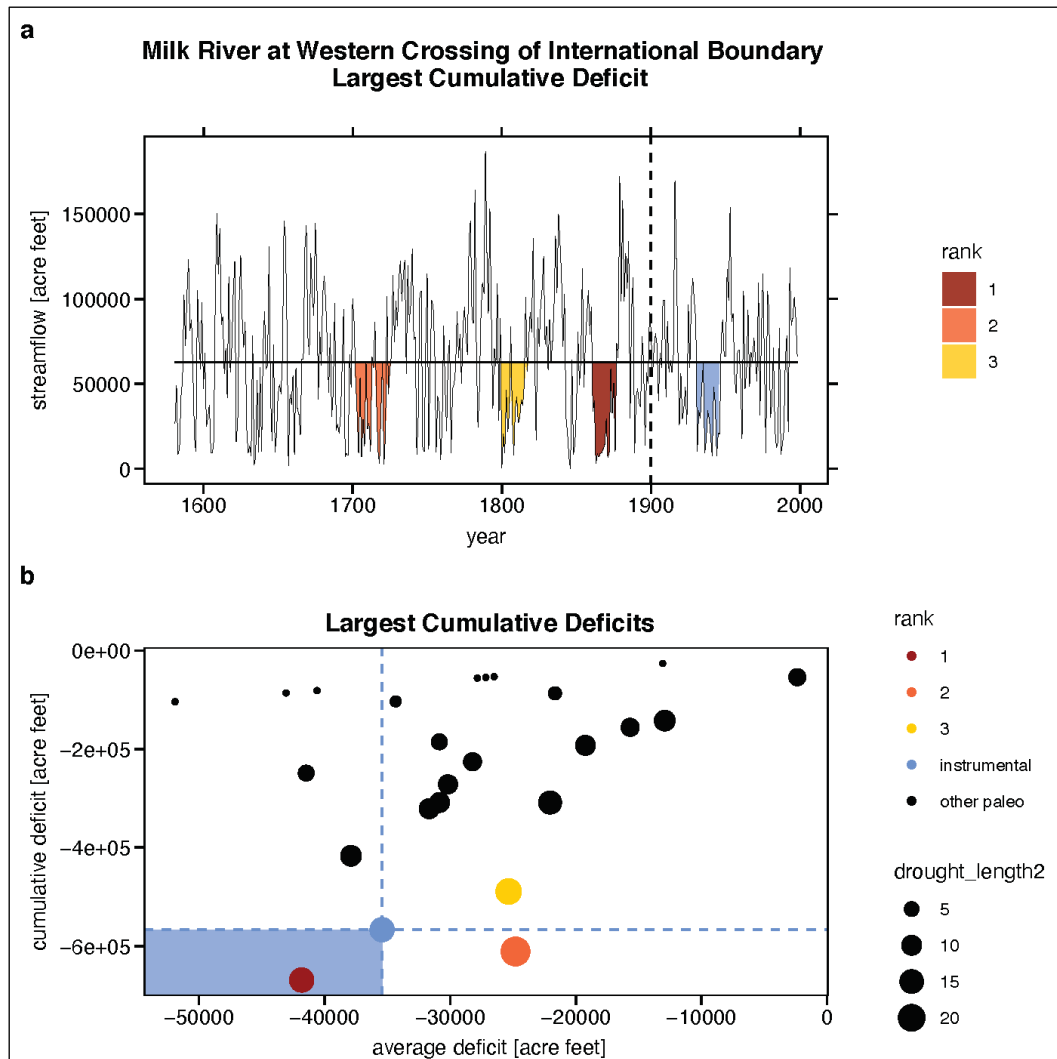 a
Milk River at Western Crossing of International Boundary
Largest Cumulative Deficit
streamflow [acre feet]
150000
100000
50000
0
1600
1700
1800
1900
2000
year
rank
1
2
3
b
Largest Cumulative Deficits
cumulative deficit [acre feet]
0e+00
−2e+05
−4e+05
−6e+05
−50000
−40000
−30000
−20000
−10000
0
average deficit [acre feet]
rank
1
2
3
instrumental
other paleo
drought_length2
5
10
15
20